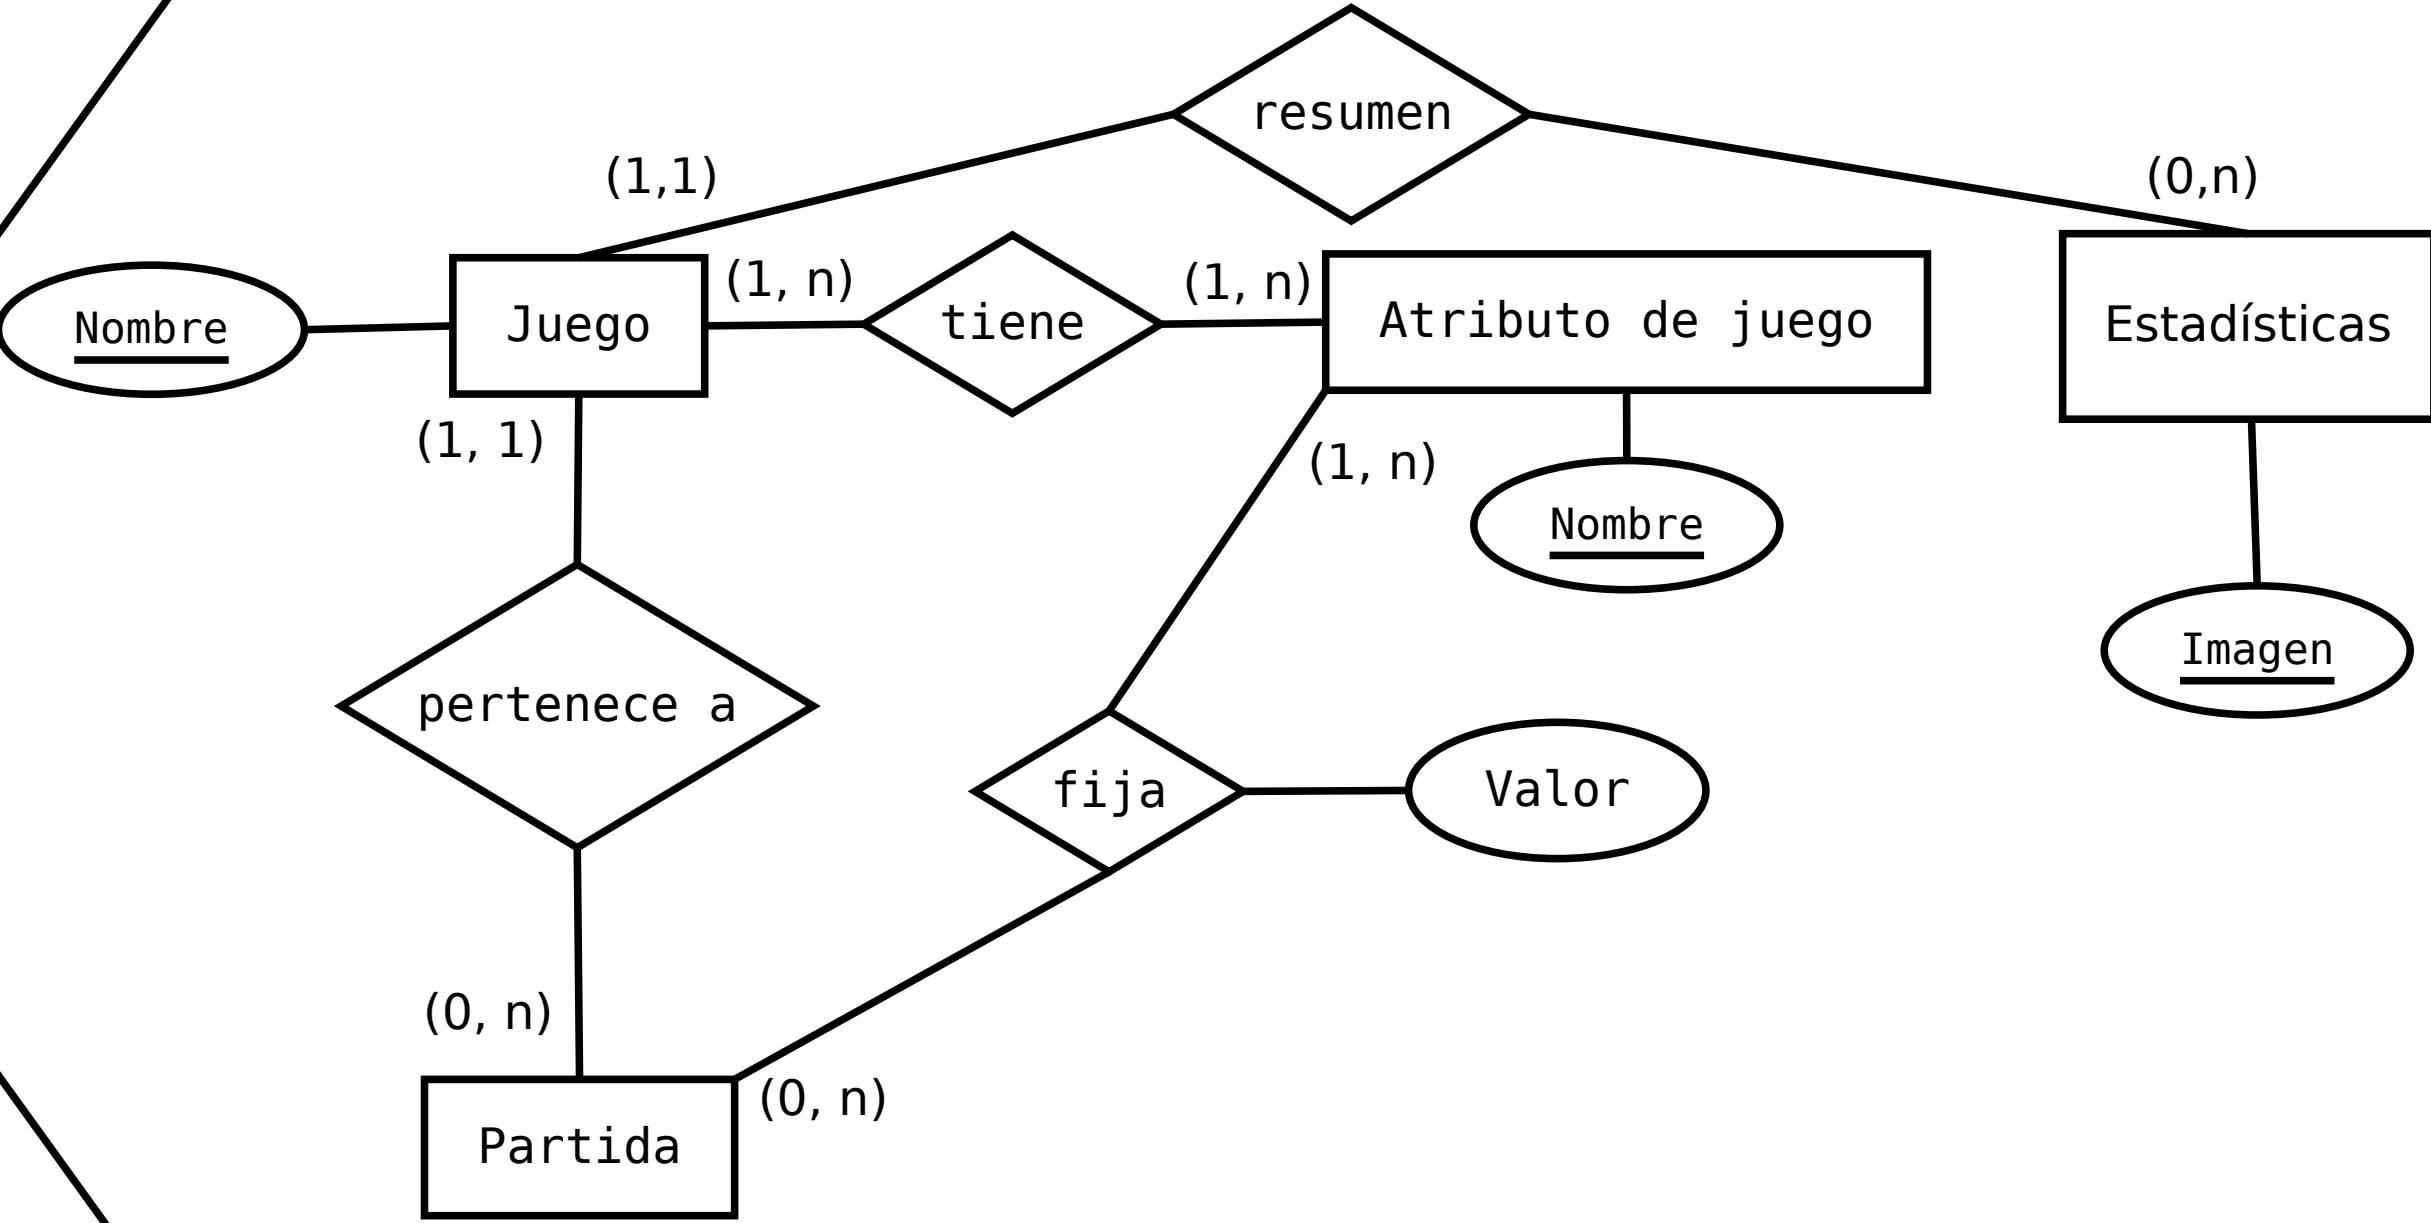 resumen
(1,1)
(0,n)
Nombre
Juego
(1, n)
tiene
(1, n)
Atributo de juego
Estadísticas
(1, 1)
(1, n)
Nombre
Imagen
pertenece a
fija
Valor
(0, n)
(0, n)
Partida